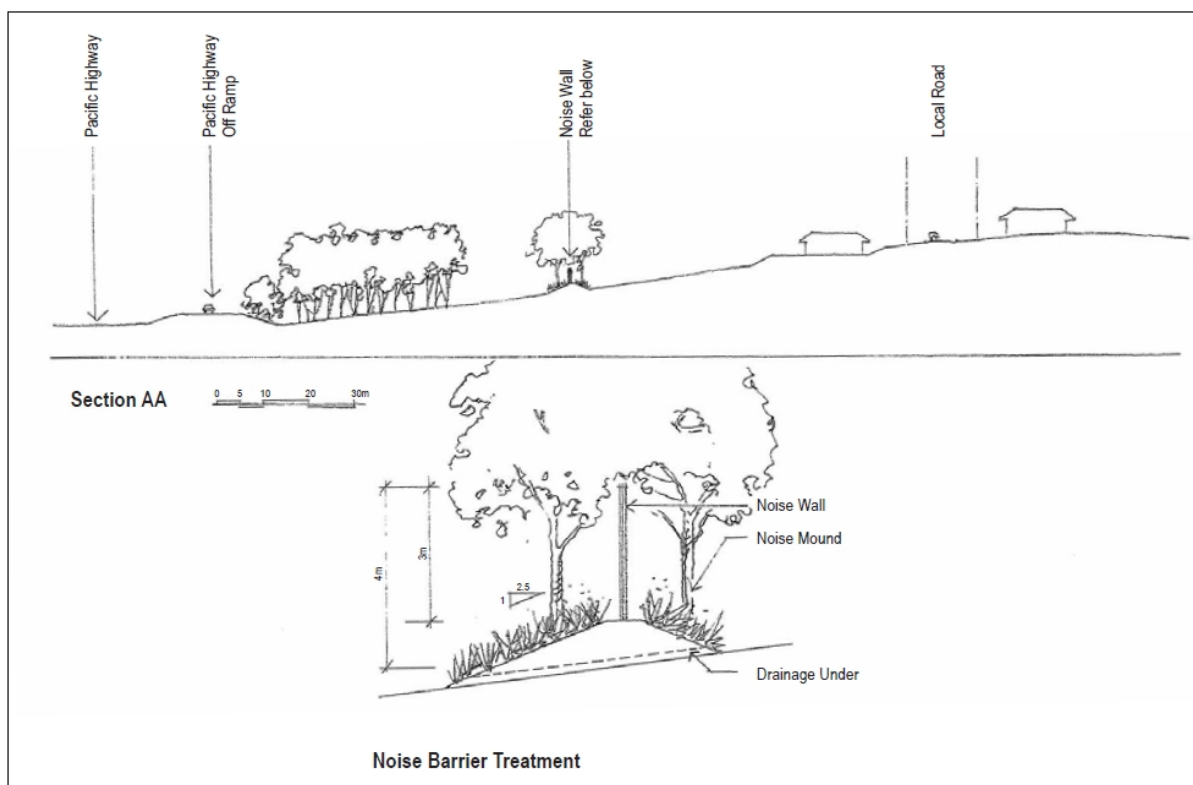 Pacific Highway
Pacific Highway
Off Ramp
Noise Wall
Refer below
Local Road
Section AA
0 5 10 20 30m
4m
3m
2.5
1
Noise Wall
Noise Mound
Drainage Under
Noise Barrier Treatment